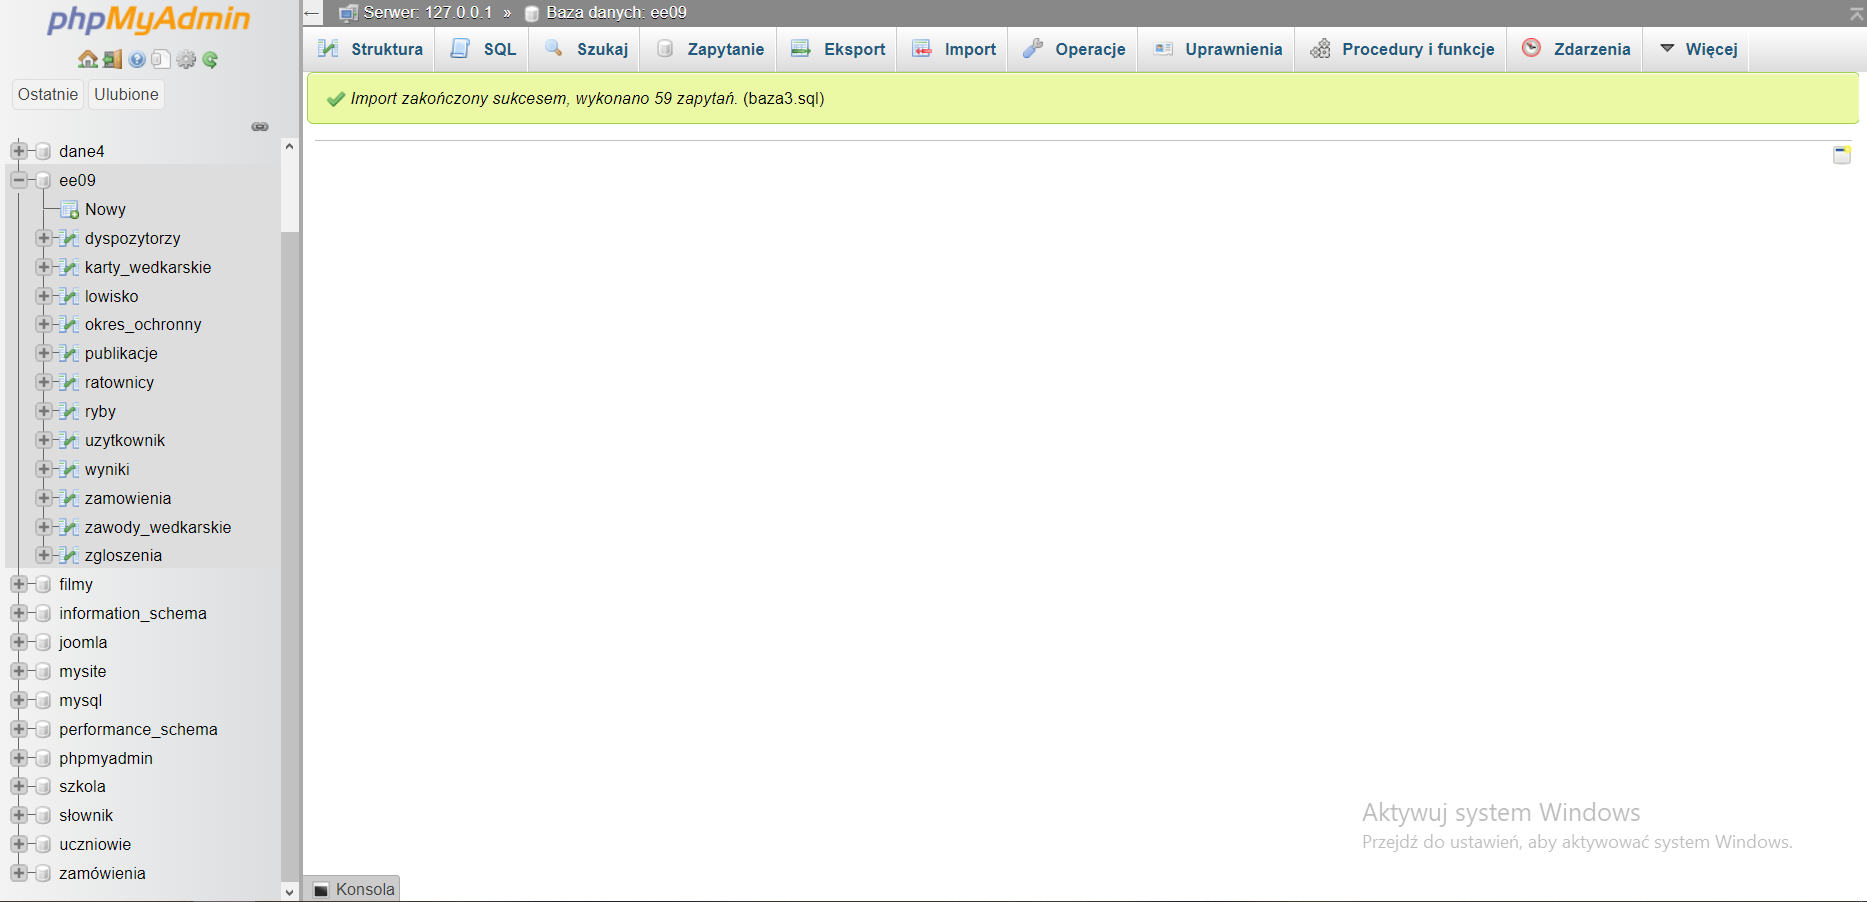 phpMyAdmin
Ostatnie Ulubione
dane4
ee09
Nowy
dyspozytorzy
karty_wedkarskie
lowisko
okres_ochronny
publikacje
ratownicy
ryby
uzytkownik
wyniki
zamowienia
zawody_wedkarskie
zgloszenia
filmy
information_schema
joomla
mysite
mysql
performance_schema
phpmyadmin
szkola
słownik
uczniowie
zamówienia
Serwer: 127.0.0.1 » Baza danych: ee09
Struktura SQL Szukaj Zapytanie Eksport Import Operacje Uprawnienia Procedury i funkcje Zdarzenia Więcej
Import zakończony sukcesem, wykonano 59 zapytań. (baza3.sql)
Aktywuj system Windows
Przejdź do ustawień, aby aktywować system Windows.
Konsola